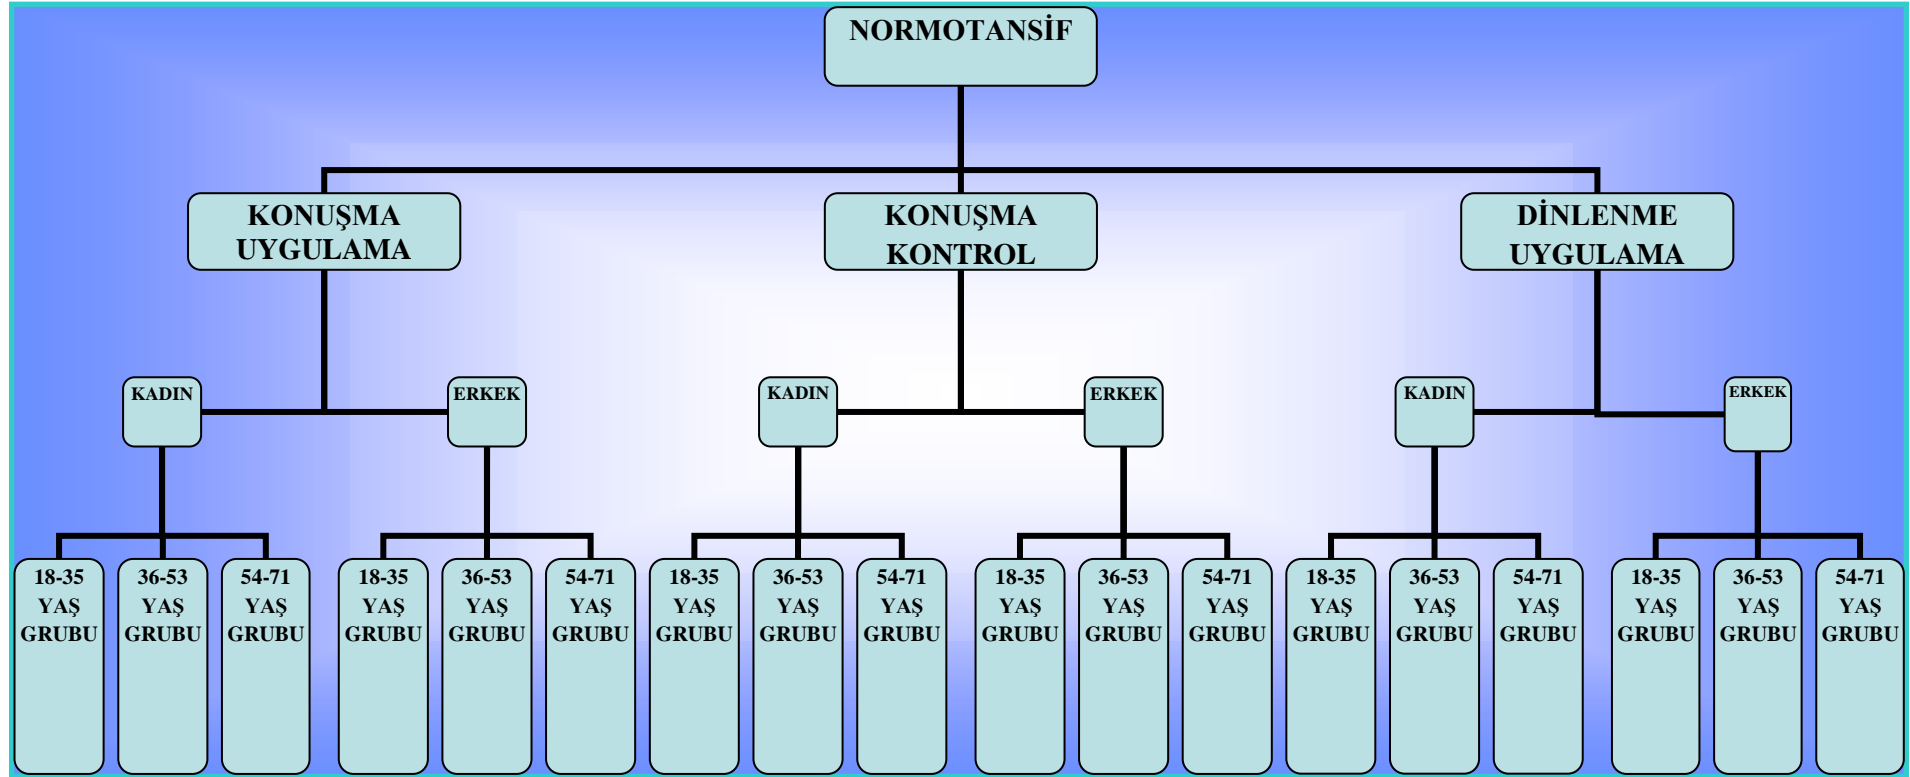 NORMOTANSİF
KONUŞMA
UYGULAMA
KONUŞMA
KONTROL
DİNLENME
UYGULAMA
KADIN
ERKEK
KADIN
ERKEK
KADIN
ERKEK
18-35
YAŞ
GRUBU
36-53
YAŞ
GRUBU
54-71
YAŞ
GRUBU
18-35
YAŞ
GRUBU
36-53
YAŞ
GRUBU
54-71
YAŞ
GRUBU
18-35
YAŞ
GRUBU
36-53
YAŞ
GRUBU
54-71
YAŞ
GRUBU
18-35
YAŞ
GRUBU
36-53
YAŞ
GRUBU
54-71
YAŞ
GRUBU
18-35
YAŞ
GRUBU
36-53
YAŞ
GRUBU
54-71
YAŞ
GRUBU
18-35
YAŞ
GRUBU
36-53
YAŞ
GRUBU
54-71
YAŞ
GRUBU